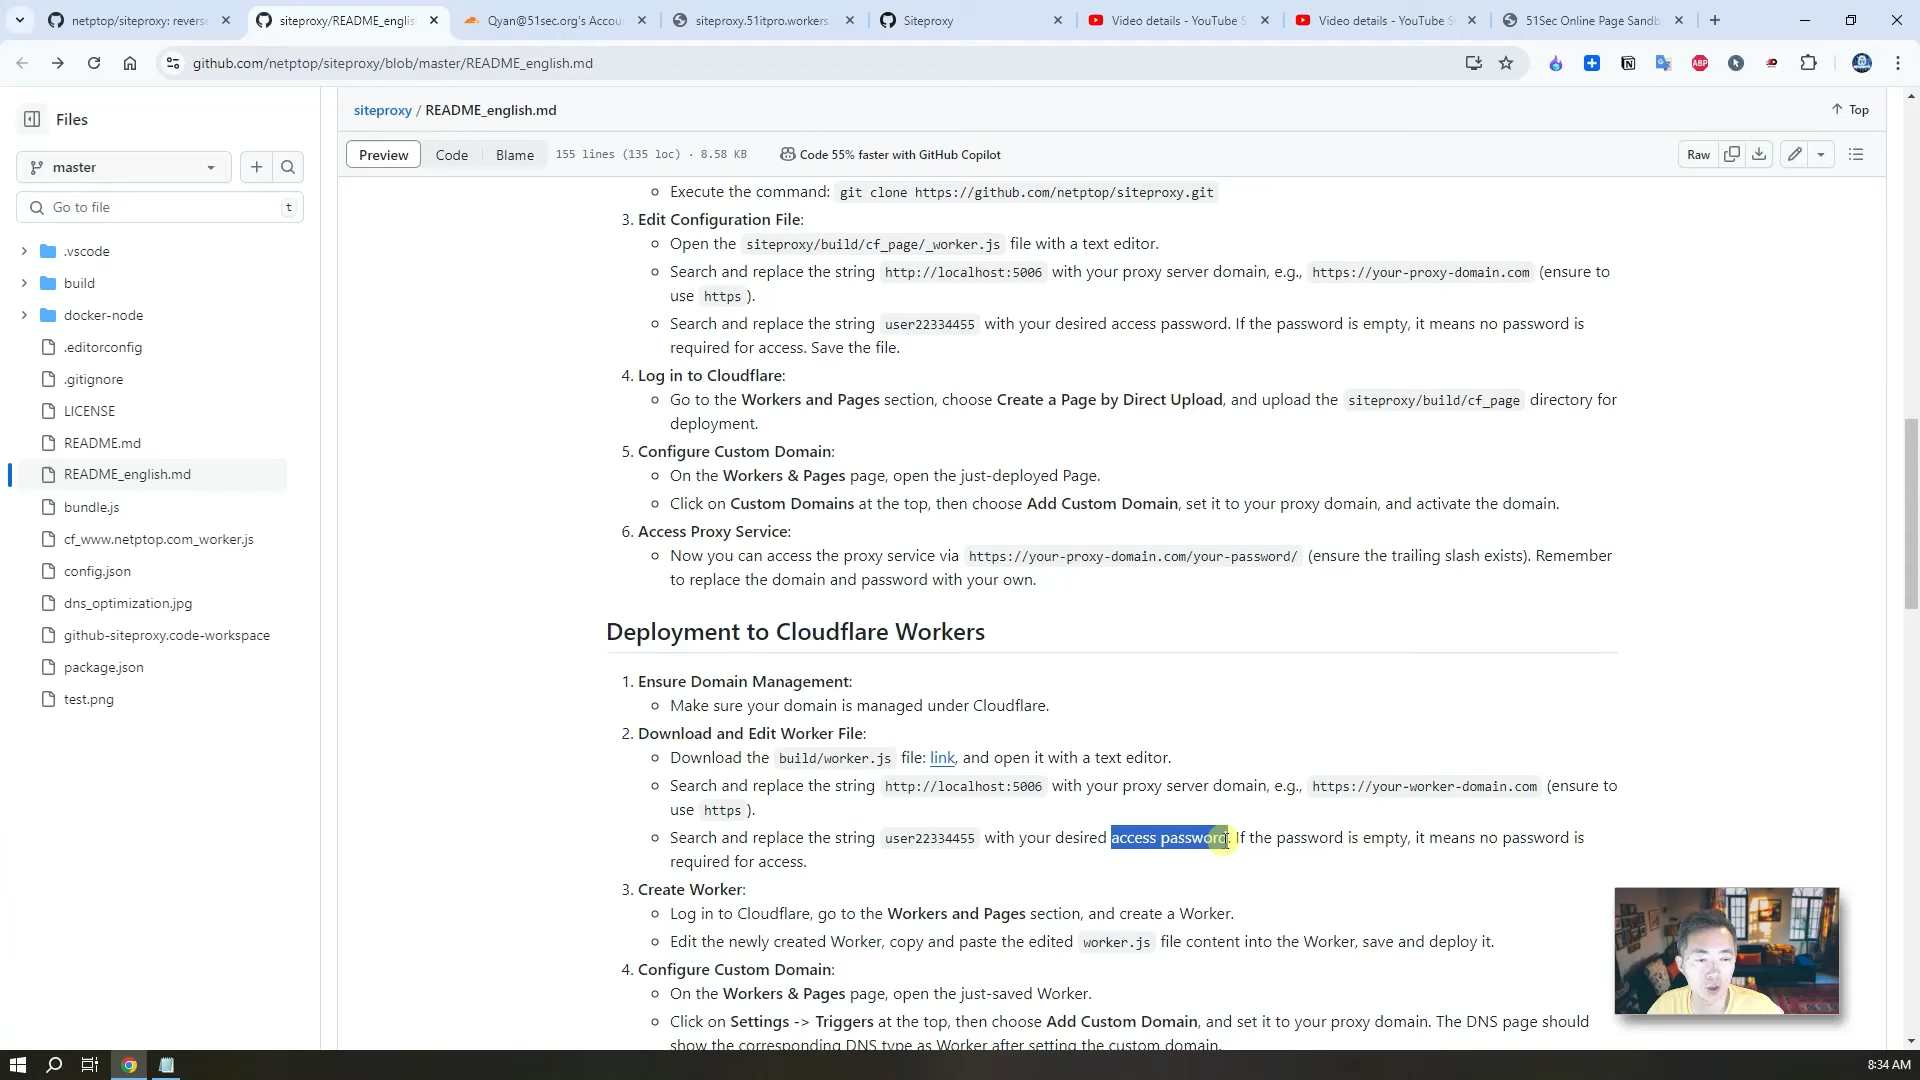 netptop/siteproxy: reverse
siteproxy/README_englis
Qyan@51sec.org's Accou
siteproxy.51itpro.workers
Siteproxy
Video details - YouTube S
Video details - YouTube S
51Sec Online Page Sandb
github.com/netptop/siteproxy/blob/master/README_english.md
ABP
Files
master
Go to file
t
.vscode
build
docker-node
.editorconfig
.gitignore
LICENSE
README.md
README_english.md
bundle.js
cf_www.netptop.com_worker.js
config.json
dns_optimization.jpg
github-siteproxy.code-workspace
package.json
test.png
siteproxy / README_english.md
Top
Preview
Code
Blame
155 lines (135 loc) · 8.58 KB
Code 55% faster with GitHub Copilot
Raw
Execute the command: git clone https://github.com/netptop/siteproxy.git
3. Edit Configuration File:
Open the siteproxy/build/cf_page/_worker.js file with a text editor.
Search and replace the string http://localhost:5006 with your proxy server domain, e.g., https://your-proxy-domain.com (ensure to
use https ).
Search and replace the string user22334455 with your desired access password. If the password is empty, it means no password is
required for access. Save the file.
4. Log in to Cloudflare:
Go to the Workers and Pages section, choose Create a Page by Direct Upload, and upload the siteproxy/build/cf_page directory for
deployment.
5. Configure Custom Domain:
On the Workers & Pages page, open the just-deployed Page.
Click on Custom Domains at the top, then choose Add Custom Domain, set it to your proxy domain, and activate the domain.
6. Access Proxy Service:
Now you can access the proxy service via https://your-proxy-domain.com/your-password/ (ensure the trailing slash exists). Remember
to replace the domain and password with your own.
Deployment to Cloudflare Workers
1. Ensure Domain Management:
Make sure your domain is managed under Cloudflare.
2. Download and Edit Worker File:
Download the build/worker.js file: link, and open it with a text editor.
Search and replace the string http://localhost:5006 with your proxy server domain, e.g., https://your-worker-domain.com (ensure to
use https ).
Search and replace the string user22334455 with your desired access password. If the password is empty, it means no password is
required for access.
3. Create Worker:
Log in to Cloudflare, go to the Workers and Pages section, and create a Worker.
Edit the newly created Worker, copy and paste the edited worker.js file content into the Worker, save and deploy it.
4. Configure Custom Domain:
On the Workers & Pages page, open the just-saved Worker.
Click on Settings -> Triggers at the top, then choose Add Custom Domain, and set it to your proxy domain. The DNS page should
show the corresponding DNS type as Worker after setting the custom domain.
8:34 AM